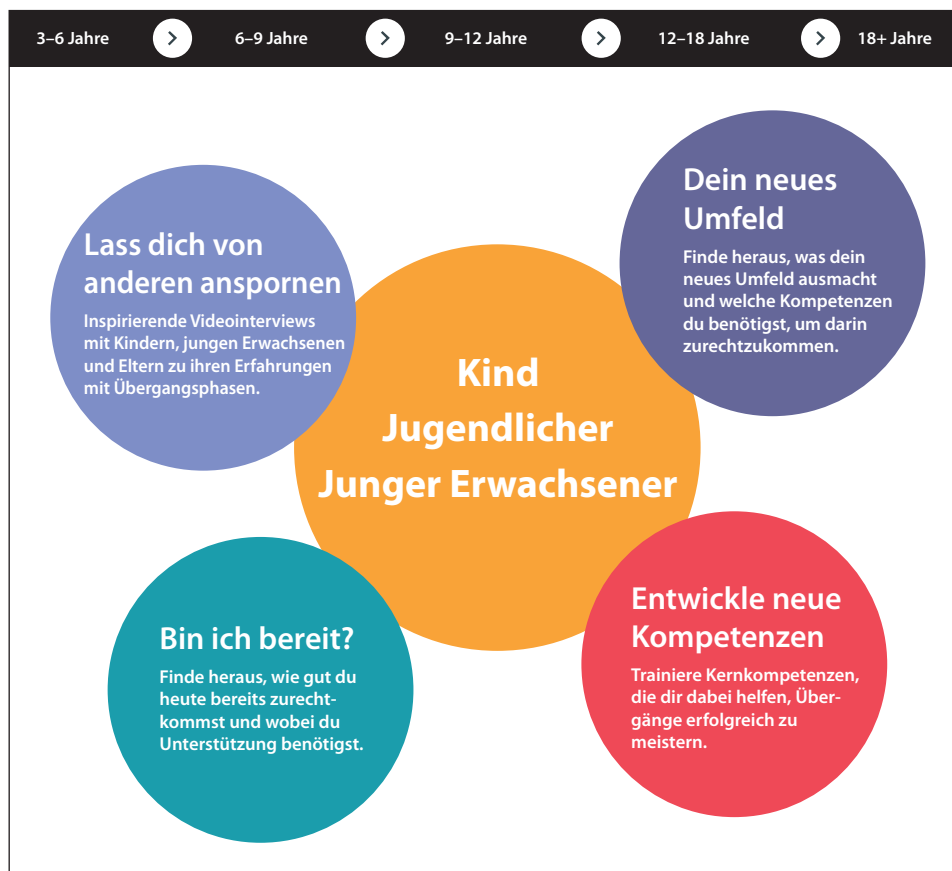 3–6 Jahre 6–9 Jahre 9–12 Jahre 12–18 Jahre 18+ Jahre
Lass dich von
anderen anspornen
Inspirierende Videointerviews
mit Kindern, jungen Erwachsenen
und Eltern zu ihren Erfahrungen
mit Übergangsphasen.
Dein neues
Umfeld
Finde heraus, was dein
neues Umfeld ausmacht
und welche Kompetenzen
du benötigst, um darin
zurechtzukommen.
Kind
Jugendlicher
Junger Erwachsener
Bin ich bereit?
Finde heraus, wie gut du
heute bereits zurecht-
kommst und wobei du
Unterstützung benötigst.
Entwickle neue
Kompetenzen
Trainiere Kernkompetenzen,
die dir dabei helfen, Über-
gänge erfolgreich zu
meistern.